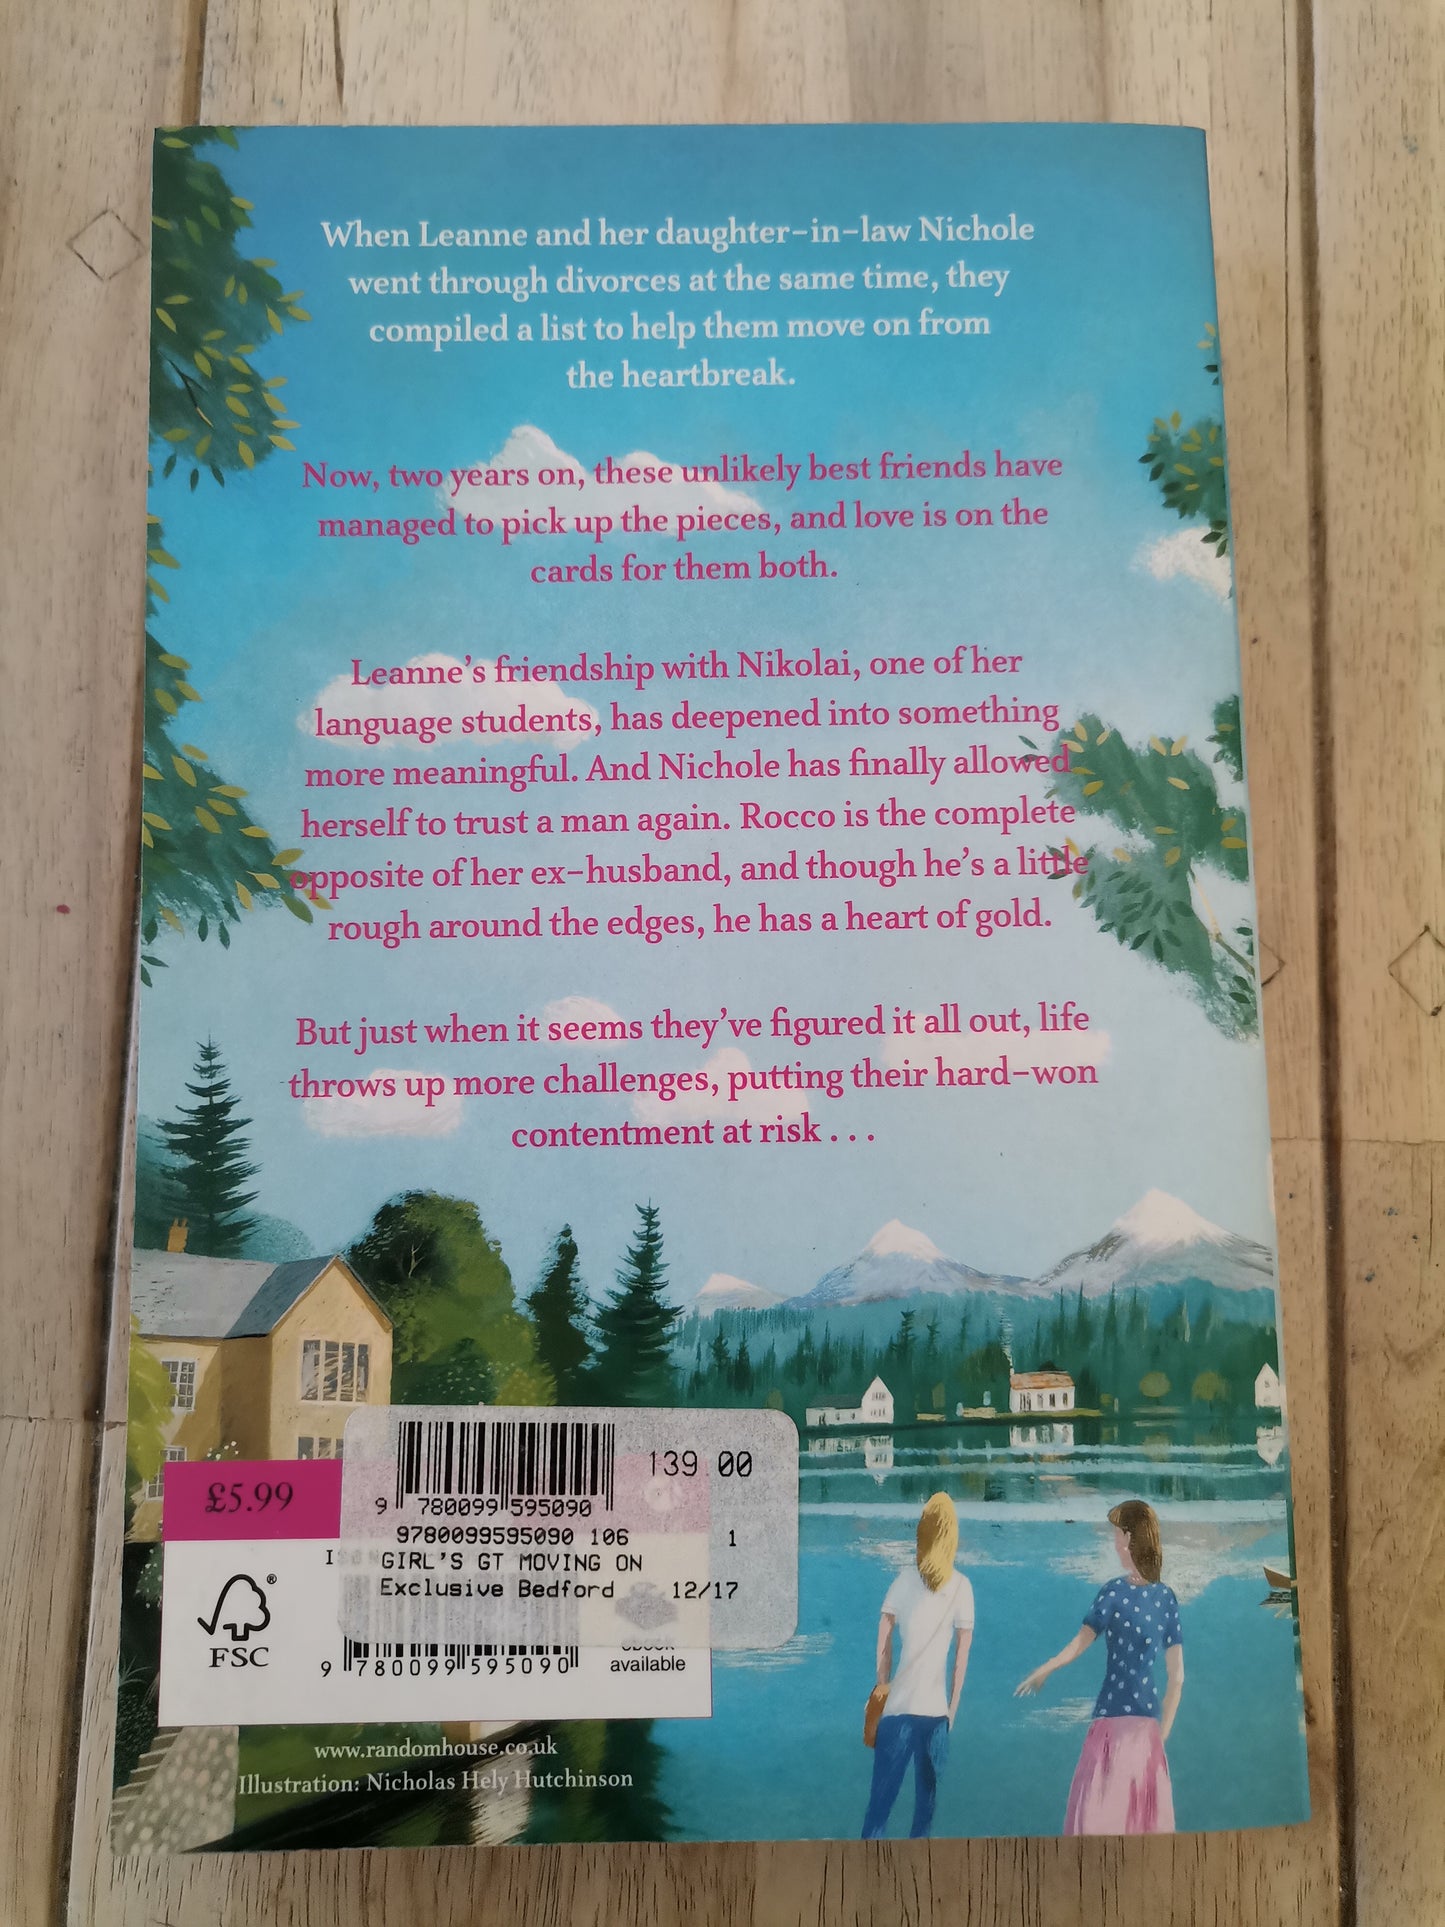 When Leanne and her daughter-in-law Nichole
went through divorces at the same time, they
compiled a list to help them move on from
the heartbreak.
Now, two years on, these unlikely best friends have
managed to pick up the pieces, and love is on the
cards for them both.
Leanne's friendship with Nikolai, one of her
language students, has deepened into something
more meaningful. And Nichole has finally allowed
herself to trust a man again. Rocco is the complete
opposite of her ex-husband, and though he's a little
rough around the edges, he has a heart of gold.
But just when it seems they've figured it all out, life
throws up more challenges, putting their hard-won
contentment at risk . . .
£5.99
139.00
9 780099 595090
9780099595090 106 1
GIRL'S GT MOVING ON
Exclusive Bedford 12/17
FSC
®
9 780099 595090
available
www.randomhouse.co.uk
Illustration: Nicholas Hely Hutchinson